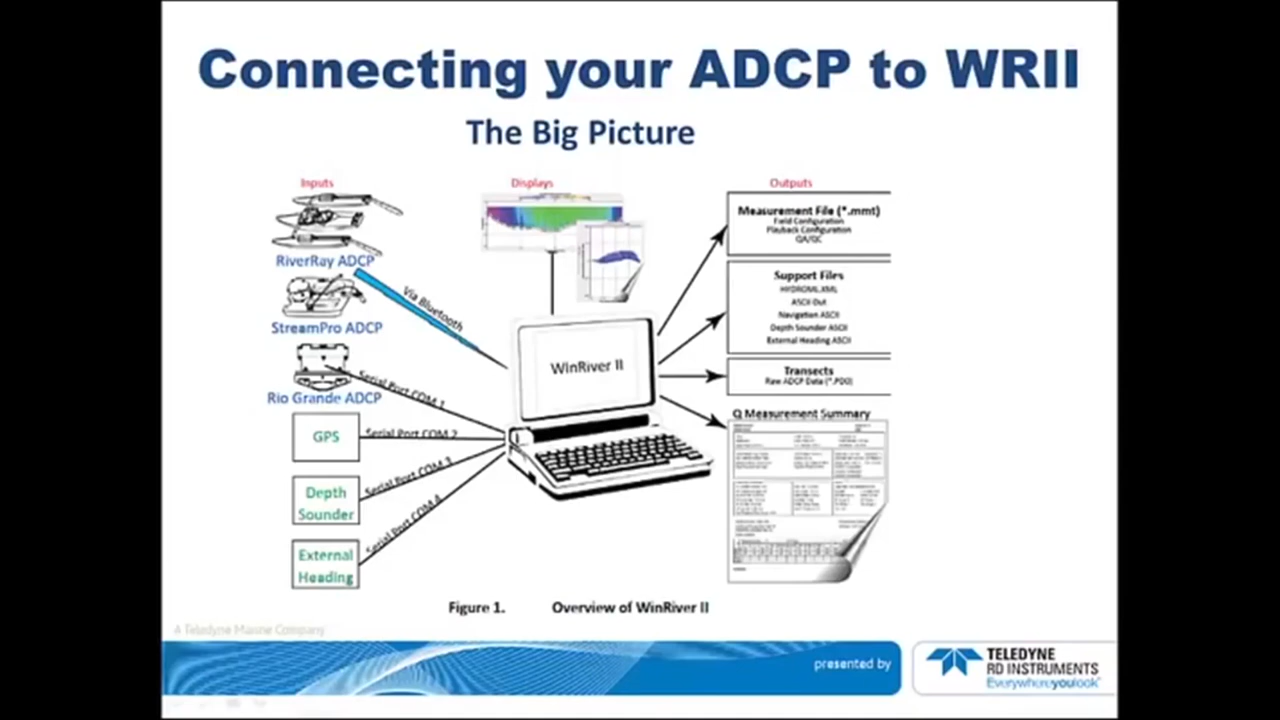 Connecting your ADCP to WRII
The Big Picture
Inputs
RiverRay ADCP
StreamPro ADCP
Rio Grande ADCP
GPS
Depth
Sounder
External
Heading
Via Bluetooth
Serial Port COM 1
Serial Port COM 2
Serial Port COM 3
Serial Port COM 4
Displays
WinRiver II
Outputs
Measurement File (*.mmt)
Field Configuration
Playback Configuration
QA/QC
Support Files
HYDROML.XML
ASCII Out
Navigation ASCII
Depth Sounder ASCII
External Heading ASCII
Transects
Raw ADCP Data (*.PD0)
Q Measurement Summary
Figure 1. Overview of WinRiver II
A Teledyne Marine Company
presented by
TELEDYNE
RD INSTRUMENTS
Everywhereyoulook